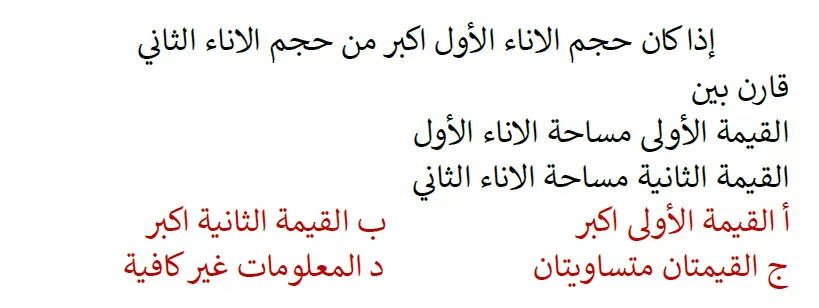 إذا كان حجم الاناء الأول اكبر من حجم الاناء الثاني
قارن بين
القيمة الأولى مساحة الاناء الأول
القيمة الثانية مساحة الاناء الثاني
أ القيمة الأولى اكبر ب القيمة الثانية اكبر
ج القيمتان متساويتان د المعلومات غير كافية